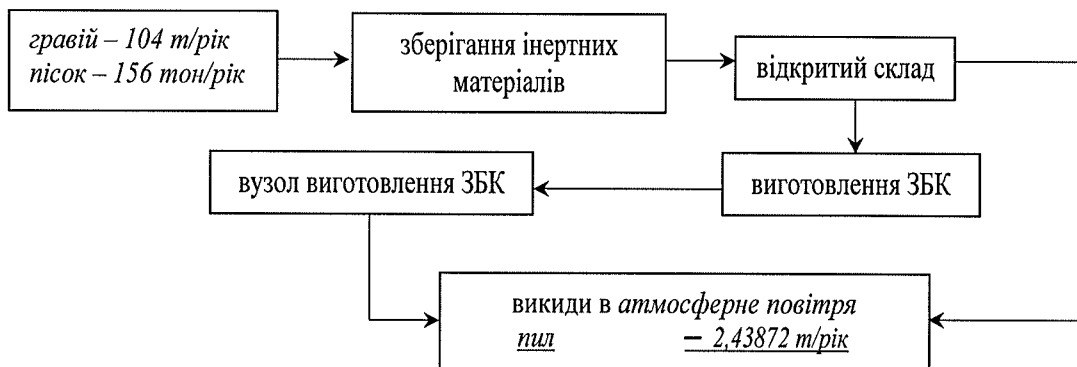 гравій – 104 т/рік
пісок – 156 тон/рік
зберігання інертних
матеріалів
відкритий склад
вузол виготовлення ЗБК
виготовлення ЗБК
викиди в атмосферне повітря
пил – 2,43872 т/рік